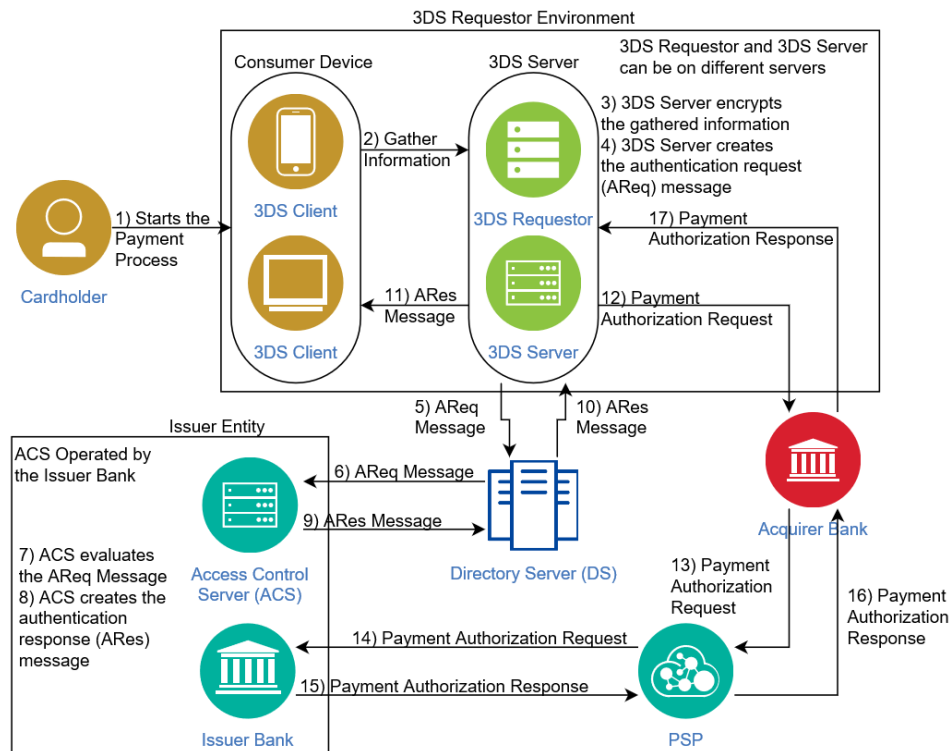 3DS Requestor Environment
3DS Requestor and 3DS Server
can be on different servers
Consumer Device
3DS Server
2) Gather
Information
3) 3DS Server encrypts
the gathered information
4) 3DS Server creates
the authentication request
(AReq) message
3DS Client
3DS Requestor
1) Starts the
Payment
Process
17) Payment
Authorization Response
Cardholder
11) ARes
Message
12) Payment
Authorization Request
3DS Client
3DS Server
5) AReq
Message
10) ARes
Message
Issuer Entity
ACS Operated by
the Issuer Bank
6) AReq Message
9) ARes Message
Acquirer Bank
7) ACS evaluates
the AReq Message
8) ACS creates the
authentication
response (ARes)
message
Access Control
Server (ACS)
Directory Server (DS)
13) Payment
Authorization
Request
16) Payment
Authorization
Response
14) Payment Authorization Request
15) Payment Authorization Response
Issuer Bank
PSP